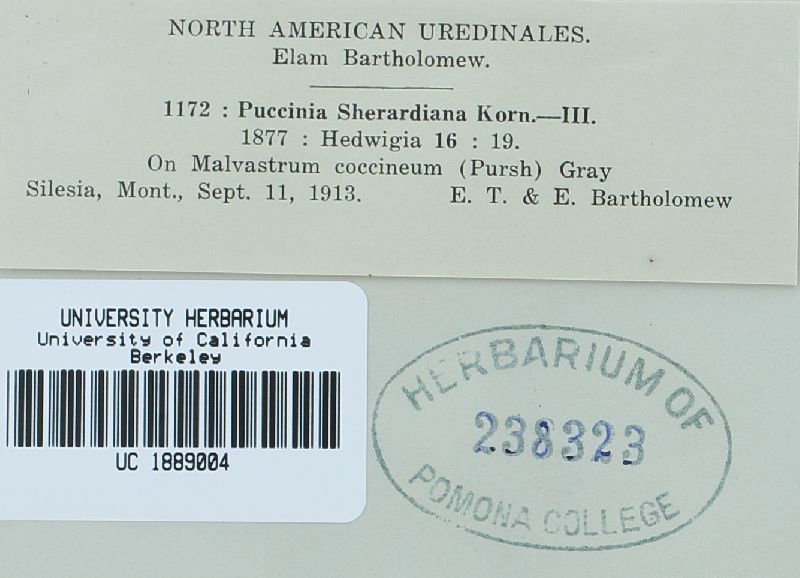 NORTH AMERICAN UREDINALES.
Elam Bartholomew.
1172 : Puccinia Sherardiana Korn.—III.
1877 : Hedwigia 16 : 19.
On Malvastrum coccineum (Pursh) Gray
Silesia, Mont., Sept. 11, 1913. E. T. & E. Bartholomew
UNIVERSITY HERBARIUM
University of California
Berkeley
UC 1889004
HERBARIUM OF
238323
POMONA COLLEGE